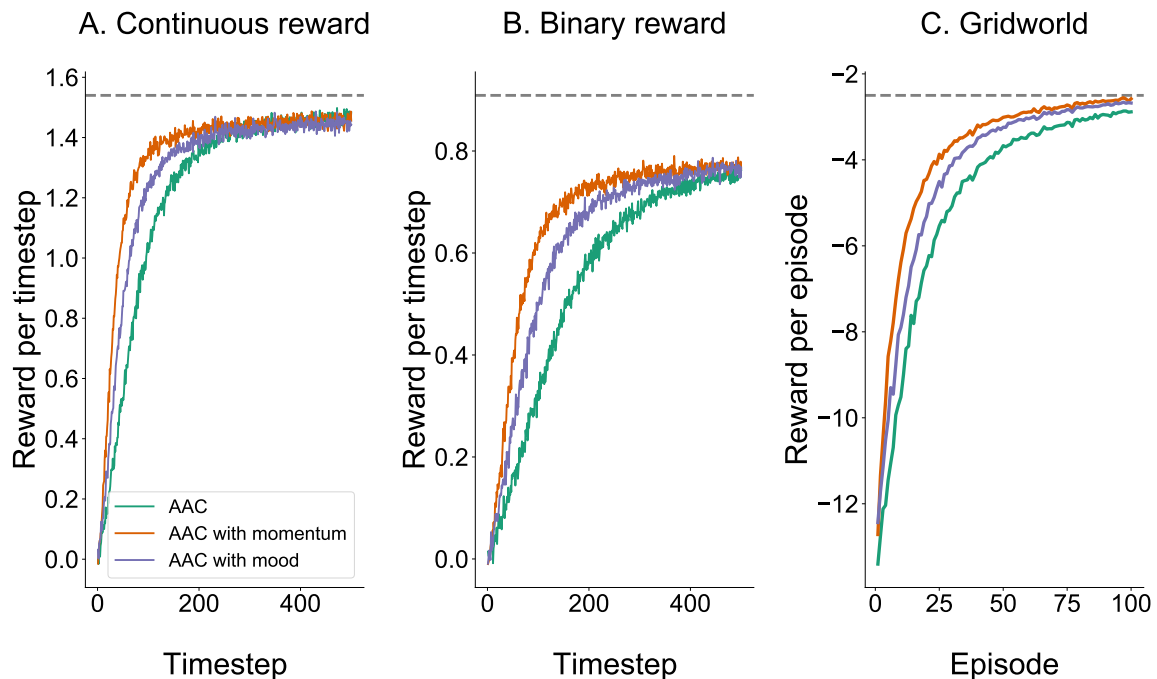 A. Continuous reward
B. Binary reward
C. Gridworld
Reward per timestep
1.6
1.4
1.2
1.0
0.8
0.6
0.4
0.2
0.0
AAC
AAC with momentum
AAC with mood
0
200
400
Timestep
Reward per timestep
0.8
0.6
0.4
0.2
0.0
0
200
400
Timestep
Reward per episode
−2
−4
−6
−8
−10
−12
0
25
50
75
100
Episode